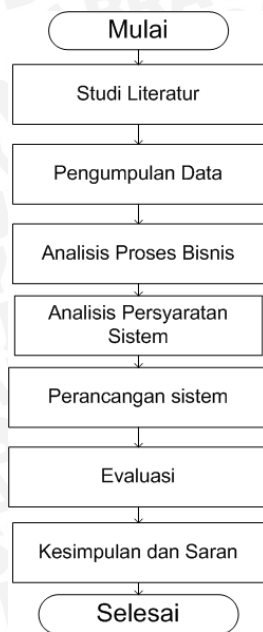 Mulai
Studi Literatur
Pengumpulan Data
Analisis Proses Bisnis
Analisis Persyaratan
Sistem
Perancangan sistem
Evaluasi
Kesimpulan dan Saran
Selesai